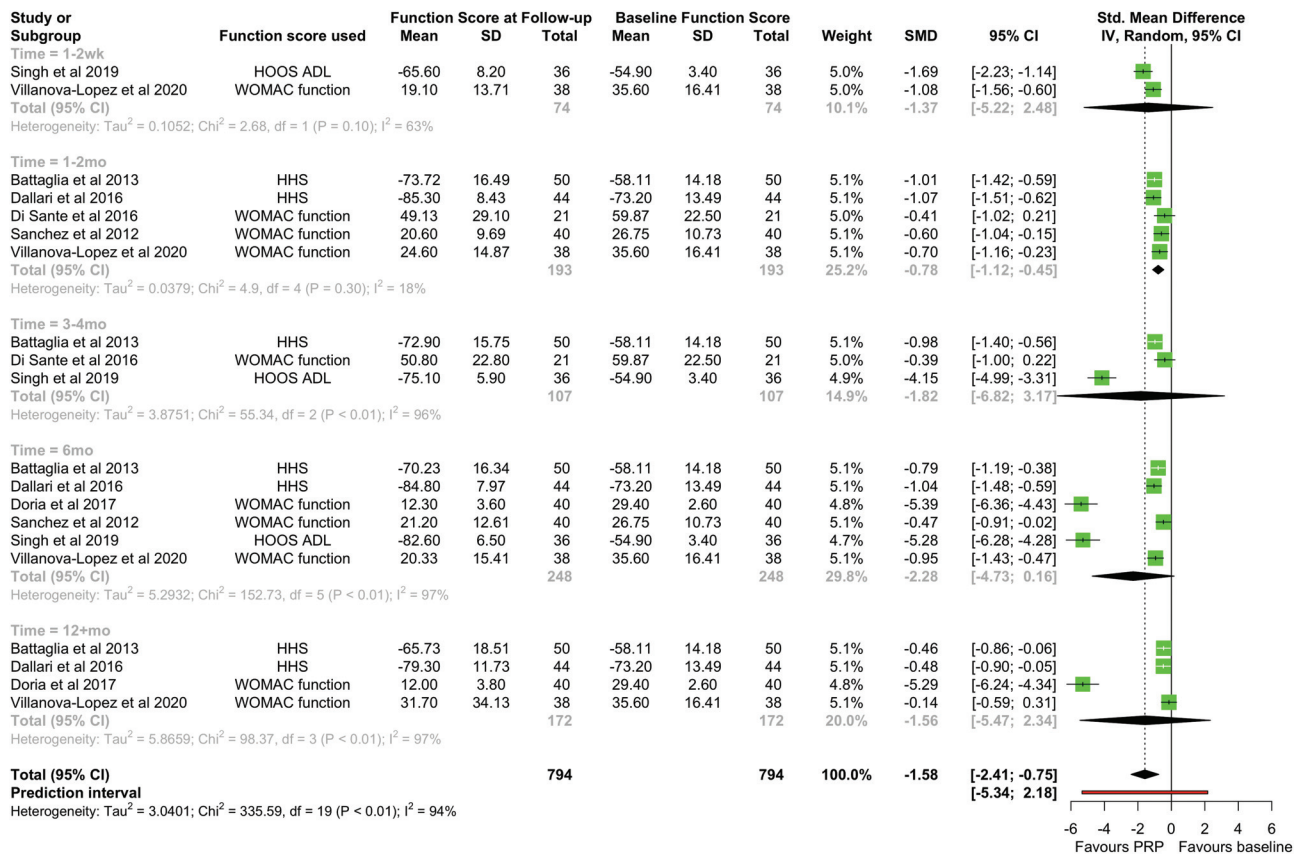 Study or Function Score at Follow-up Baseline Function Score Std. Mean Difference
Subgroup Function score used Mean SD Total Mean SD Total Weight SMD 95% CI IV, Random, 95% CI
Time = 1-2wk
Singh et al 2019 HOOS ADL -65.60 8.20 36 -54.90 3.40 36 5.0% -1.69 [-2.23; -1.14]
Villanova-Lopez et al 2020 WOMAC function 19.10 13.71 38 35.60 16.41 38 5.0% -1.08 [-1.56; -0.60]
Total (95% CI) 74 74 10.1% -1.37 [-5.22; 2.48]
Heterogeneity: Tau² = 0.1052; Chi² = 2.68, df = 1 (P = 0.10); I² = 63%
Time = 1-2mo
Battaglia et al 2013 HHS -73.72 16.49 50 -58.11 14.18 50 5.1% -1.01 [-1.42; -0.59]
Dallari et al 2016 HHS -85.30 8.43 44 -73.20 13.49 44 5.1% -1.07 [-1.51; -0.62]
Di Sante et al 2016 WOMAC function 49.13 29.10 21 59.87 22.50 21 5.0% -0.41 [-1.02; 0.21]
Sanchez et al 2012 WOMAC function 20.60 9.69 40 26.75 10.73 40 5.1% -0.60 [-1.04; -0.15]
Villanova-Lopez et al 2020 WOMAC function 24.60 14.87 38 35.60 16.41 38 5.1% -0.70 [-1.16; -0.23]
Total (95% CI) 193 193 25.2% -0.78 [-1.12; -0.45]
Heterogeneity: Tau² = 0.0379; Chi² = 4.9, df = 4 (P = 0.30); I² = 18%
Time = 3-4mo
Battaglia et al 2013 HHS -72.90 15.75 50 -58.11 14.18 50 5.1% -0.98 [-1.40; -0.56]
Di Sante et al 2016 WOMAC function 50.80 22.80 21 59.87 22.50 21 5.0% -0.39 [-1.00; 0.22]
Singh et al 2019 HOOS ADL -75.10 5.90 36 -54.90 3.40 36 4.9% -4.15 [-4.99; -3.31]
Total (95% CI) 107 107 14.9% -1.82 [-6.82; 3.17]
Heterogeneity: Tau² = 3.8751; Chi² = 55.34, df = 2 (P < 0.01); I² = 96%
Time = 6mo
Battaglia et al 2013 HHS -70.23 16.34 50 -58.11 14.18 50 5.1% -0.79 [-1.19; -0.38]
Dallari et al 2016 HHS -84.80 7.97 44 -73.20 13.49 44 5.1% -1.04 [-1.48; -0.59]
Doria et al 2017 WOMAC function 12.30 3.60 40 29.40 2.60 40 4.8% -5.39 [-6.36; -4.43]
Sanchez et al 2012 WOMAC function 21.20 12.61 40 26.75 10.73 40 5.1% -0.47 [-0.91; -0.02]
Singh et al 2019 HOOS ADL -82.60 6.50 36 -54.90 3.40 36 4.7% -5.28 [-6.28; -4.28]
Villanova-Lopez et al 2020 WOMAC function 20.33 15.41 38 35.60 16.41 38 5.1% -0.95 [-1.43; -0.47]
Total (95% CI) 248 248 29.8% -2.28 [-4.73; 0.16]
Heterogeneity: Tau² = 5.2932; Chi² = 152.73, df = 5 (P < 0.01); I² = 97%
Time = 12+mo
Battaglia et al 2013 HHS -65.73 18.51 50 -58.11 14.18 50 5.1% -0.46 [-0.86; -0.06]
Dallari et al 2016 HHS -79.30 11.73 44 -73.20 13.49 44 5.1% -0.48 [-0.90; -0.05]
Doria et al 2017 WOMAC function 12.00 3.80 40 29.40 2.60 40 4.8% -5.29 [-6.24; -4.34]
Villanova-Lopez et al 2020 WOMAC function 31.70 34.13 38 35.60 16.41 38 5.1% -0.14 [-0.59; 0.31]
Total (95% CI) 172 172 20.0% -1.56 [-5.47; 2.34]
Heterogeneity: Tau² = 5.8659; Chi² = 98.37, df = 3 (P < 0.01); I² = 97%
Total (95% CI) 794 794 100.0% -1.58 [-2.41; -0.75]
Prediction interval [-5.34; 2.18]
Heterogeneity: Tau² = 3.0401; Chi² = 335.59, df = 19 (P < 0.01); I² = 94%
-6 -4 -2 0 2 4 6
Favours PRP Favours baseline